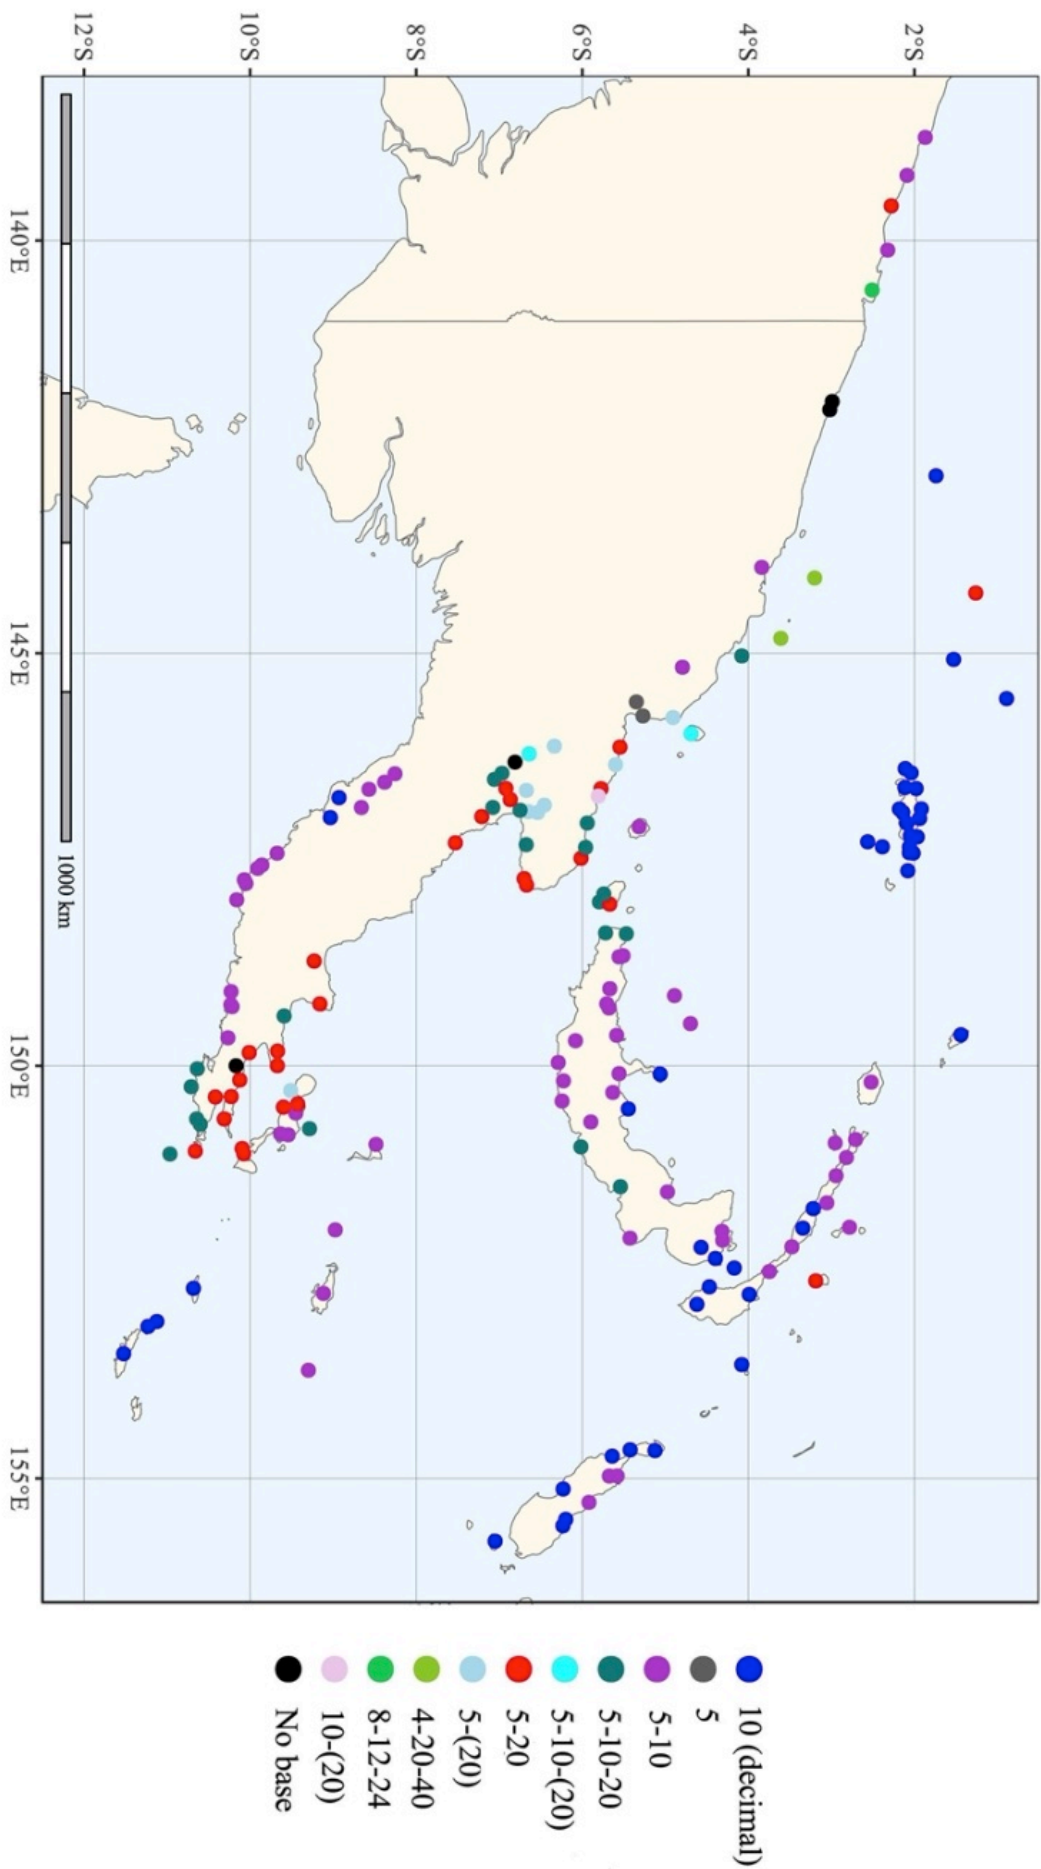 2°S
4°S
6°S
8°S
10°S
12°S
140°E
145°E
150°E
155°E
1000 km
10 (decimal)
5
5-10
5-10-20
5-10-(20)
5-20
5-(20)
4-20-40
8-12-24
10-(20)
No base